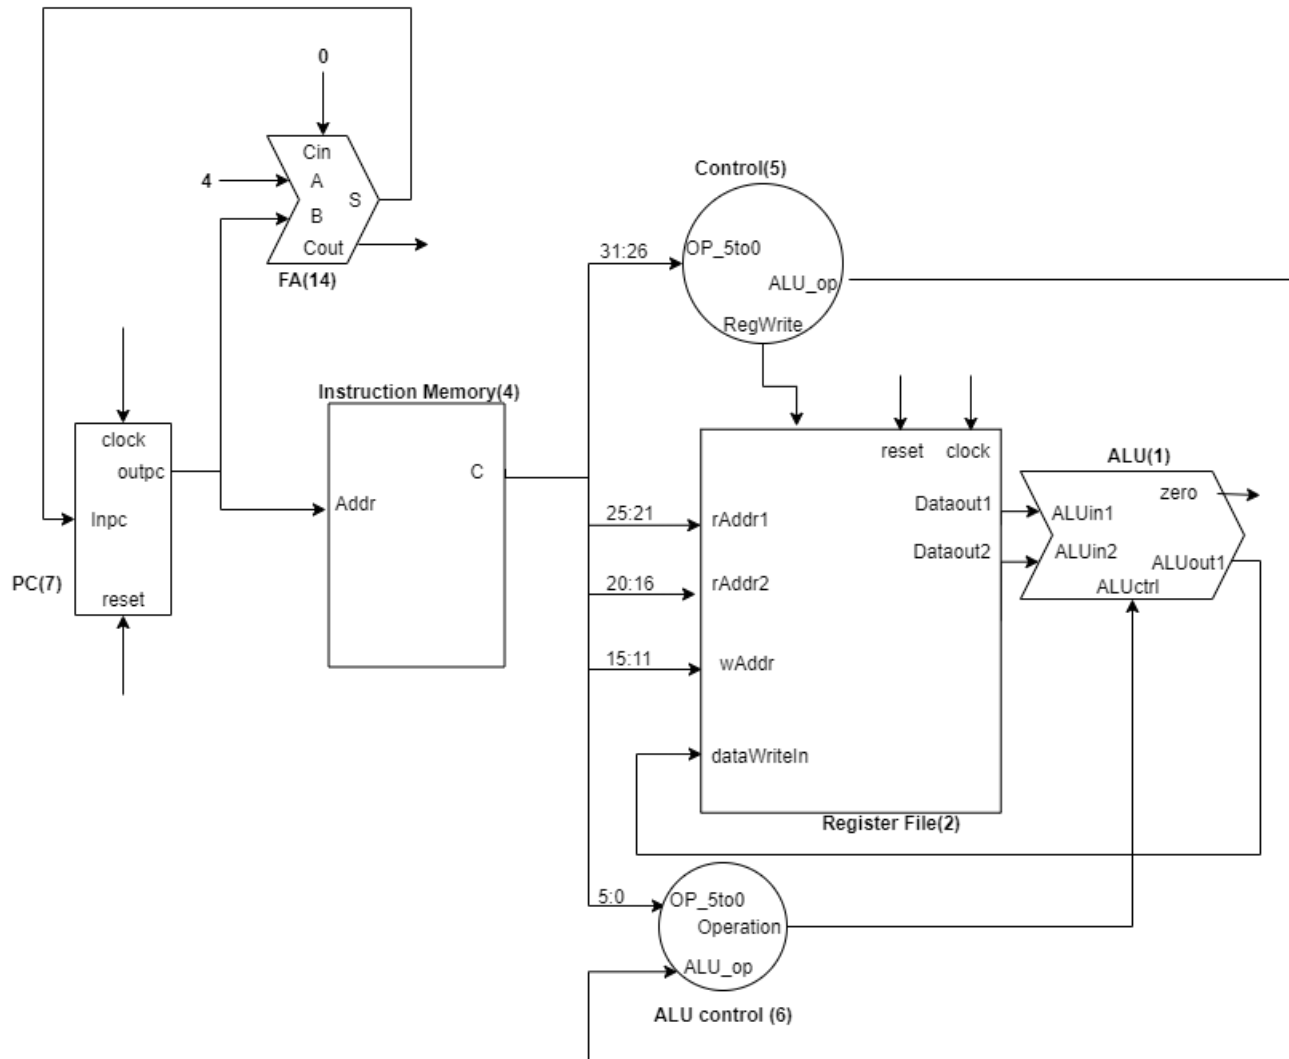 0
Cin
4
A
S
B
Cout
FA(14)
Control(5)
31:26
OP_5to0
ALU_op
RegWrite
Instruction Memory(4)
clock
outpc
Inpc
PC(7)
reset
C
Addr
reset
clock
ALU(1)
zero
25:21
rAddr1
Dataout1
ALUin1
Dataout2
ALUin2
ALUout1
ALUctrl
20:16
rAddr2
15:11
wAddr
dataWriteIn
Register File(2)
5:0
OP_5to0
Operation
ALU_op
ALU control (6)